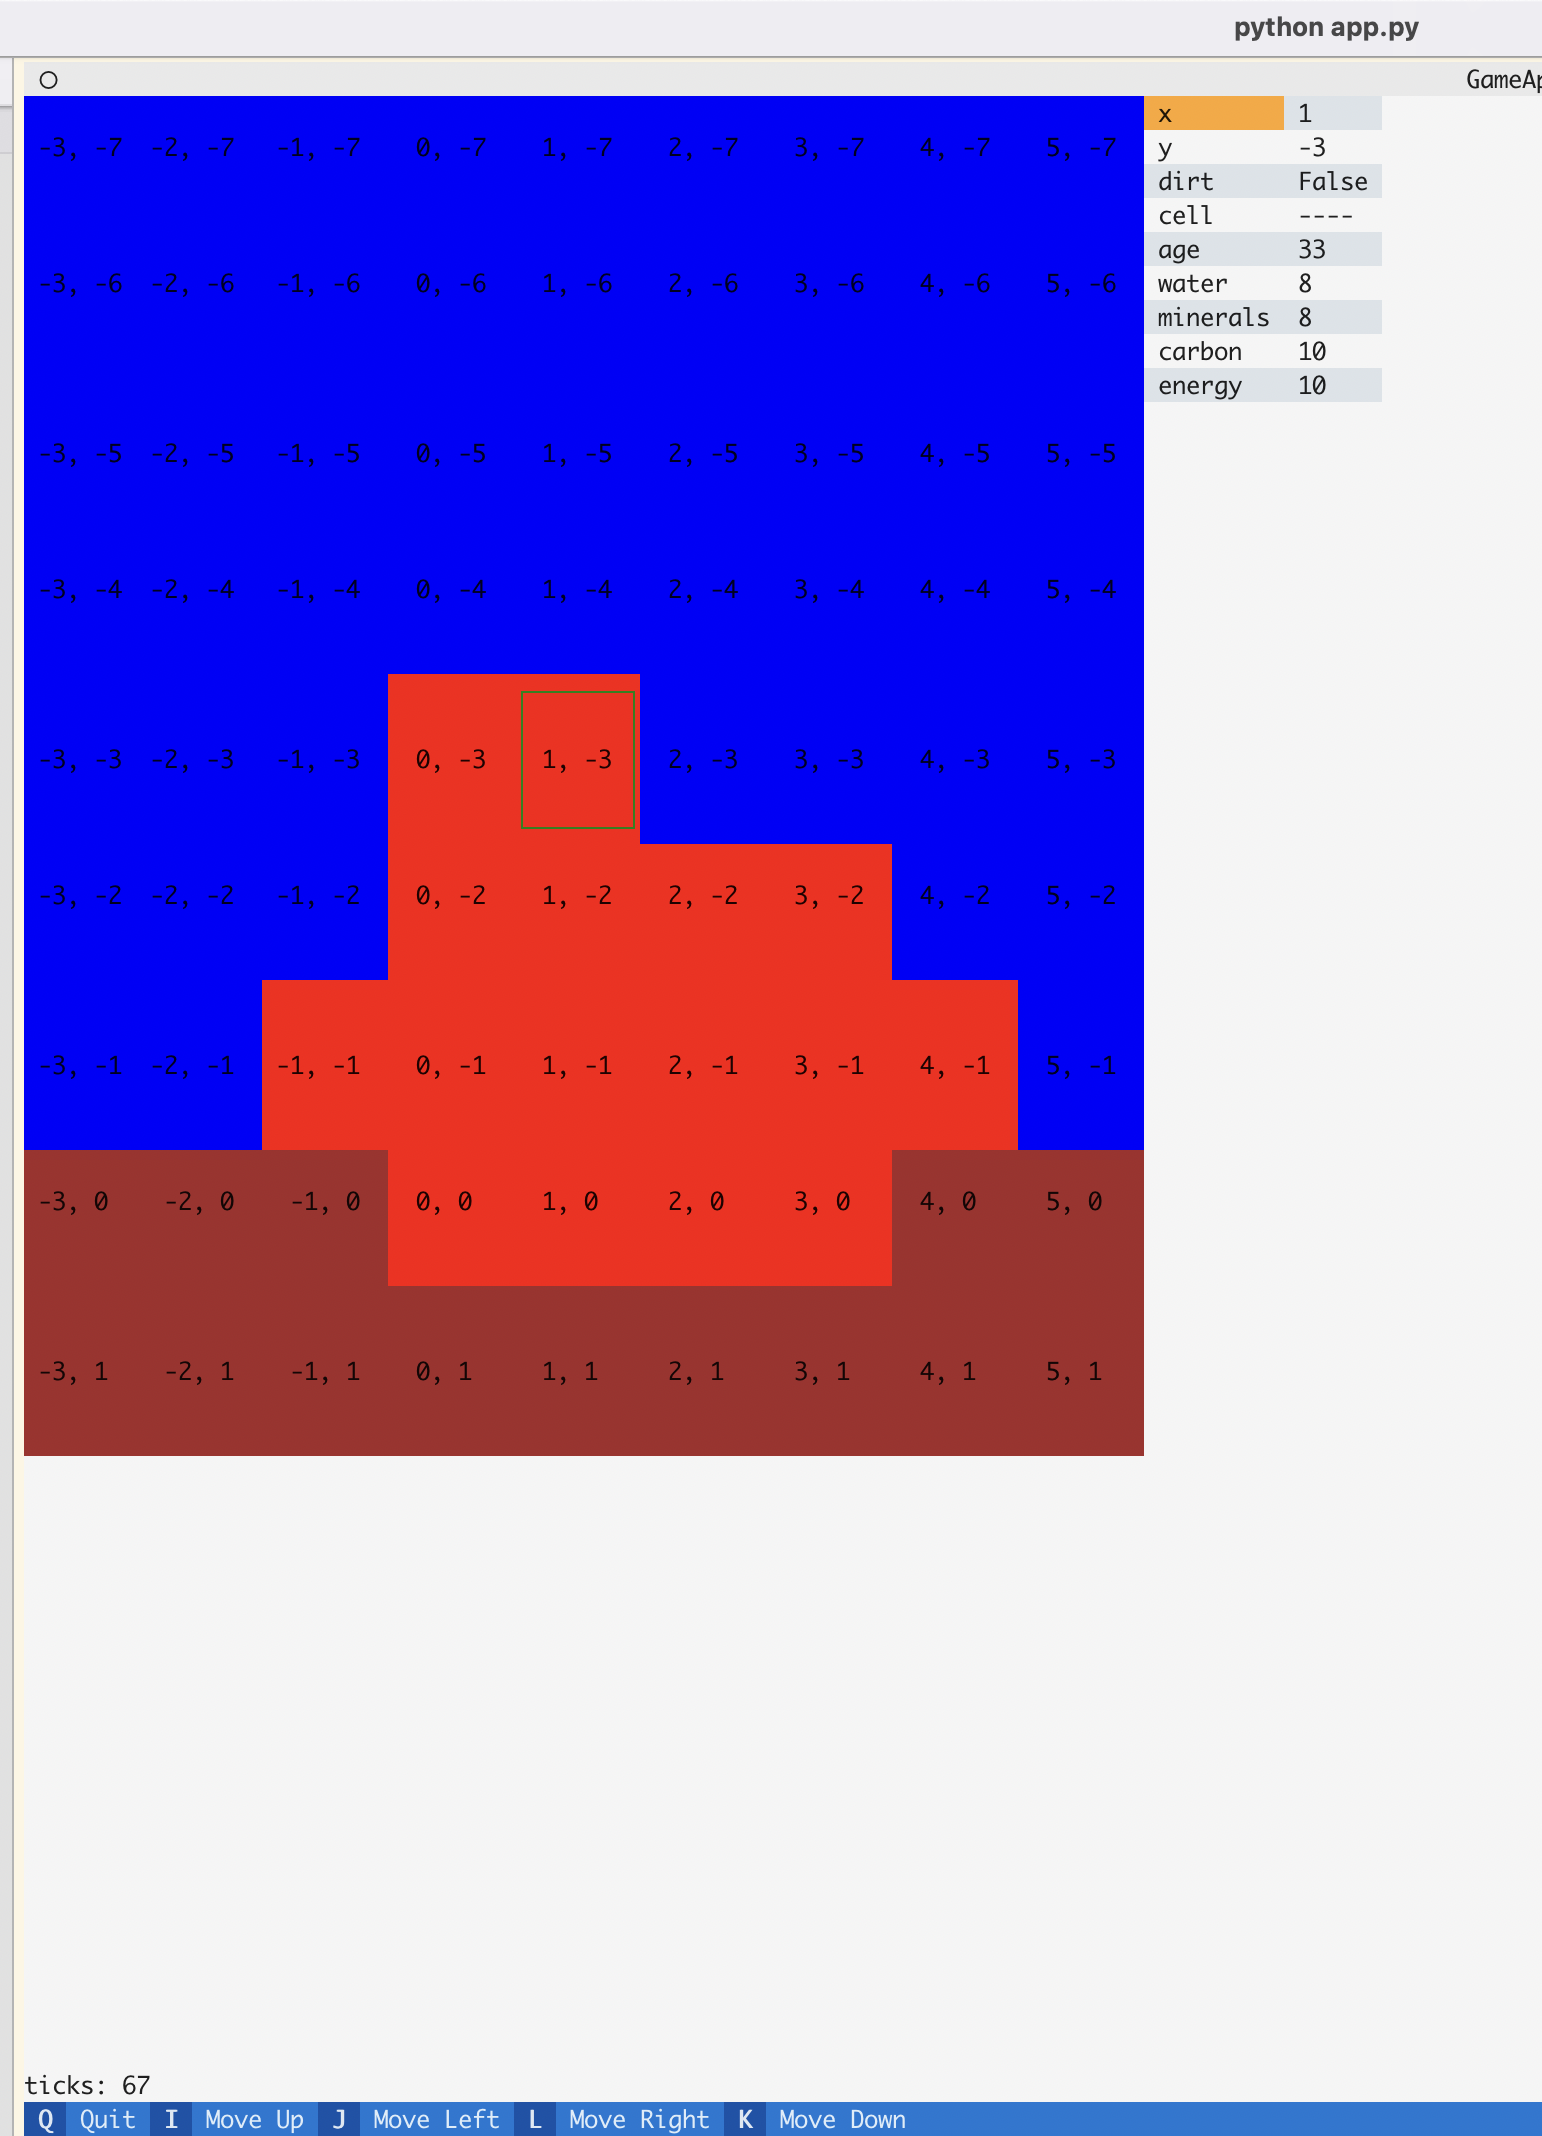 python app.py
GameAp
-3, -7 -2, -7 -1, -7 0, -7 1, -7 2, -7 3, -7 4, -7 5, -7
-3, -6 -2, -6 -1, -6 0, -6 1, -6 2, -6 3, -6 4, -6 5, -6
-3, -5 -2, -5 -1, -5 0, -5 1, -5 2, -5 3, -5 4, -5 5, -5
-3, -4 -2, -4 -1, -4 0, -4 1, -4 2, -4 3, -4 4, -4 5, -4
-3, -3 -2, -3 -1, -3 0, -3 1, -3 2, -3 3, -3 4, -3 5, -3
-3, -2 -2, -2 -1, -2 0, -2 1, -2 2, -2 3, -2 4, -2 5, -2
-3, -1 -2, -1 -1, -1 0, -1 1, -1 2, -1 3, -1 4, -1 5, -1
-3, 0 -2, 0 -1, 0 0, 0 1, 0 2, 0 3, 0 4, 0 5, 0
-3, 1 -2, 1 -1, 1 0, 1 1, 1 2, 1 3, 1 4, 1 5, 1
x 1
y -3
dirt False
cell ----
age 33
water 8
minerals 8
carbon 10
energy 10
ticks: 67
Q Quit I Move Up J Move Left L Move Right K Move Down